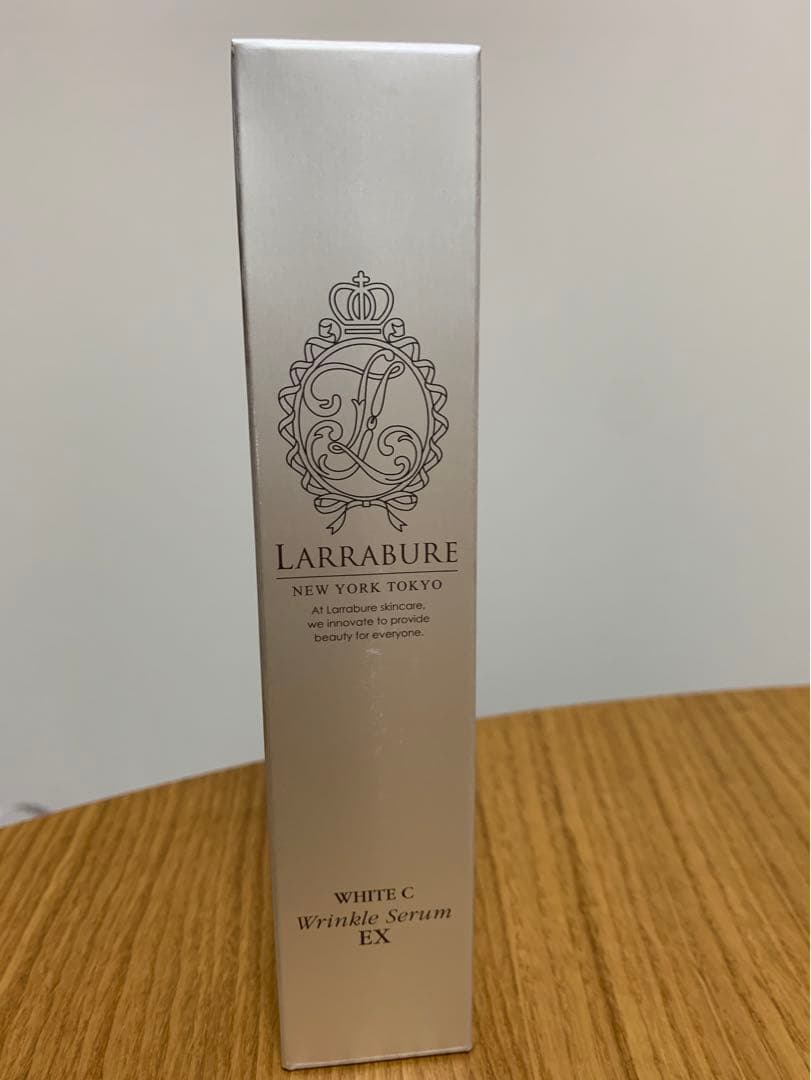 LARRABURE
NEW YORK TOKYO
At Larrabure skincare,
we innovate to provide
beauty for everyone.
WHITE C
Wrinkle Serum
EX